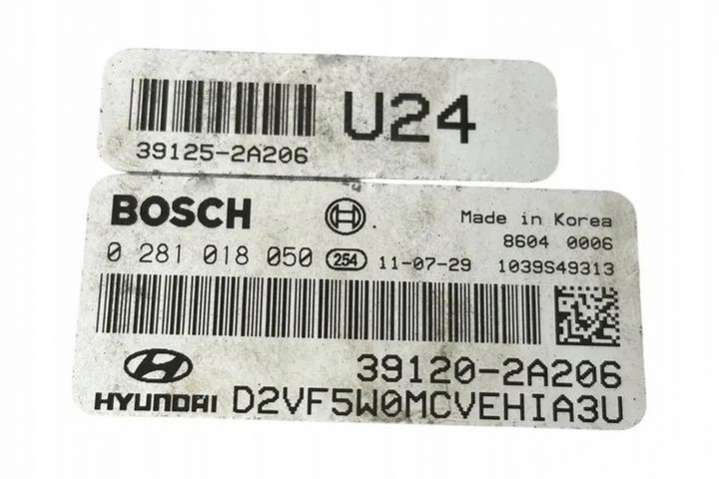 U24
39125-2A206
BOSCH
Made in Korea
8604 0006
0 281 018 050 254 11-07-29 1039S49313
39120-2A206
HYUNDAI D2VF5W0MCVEHIA3U